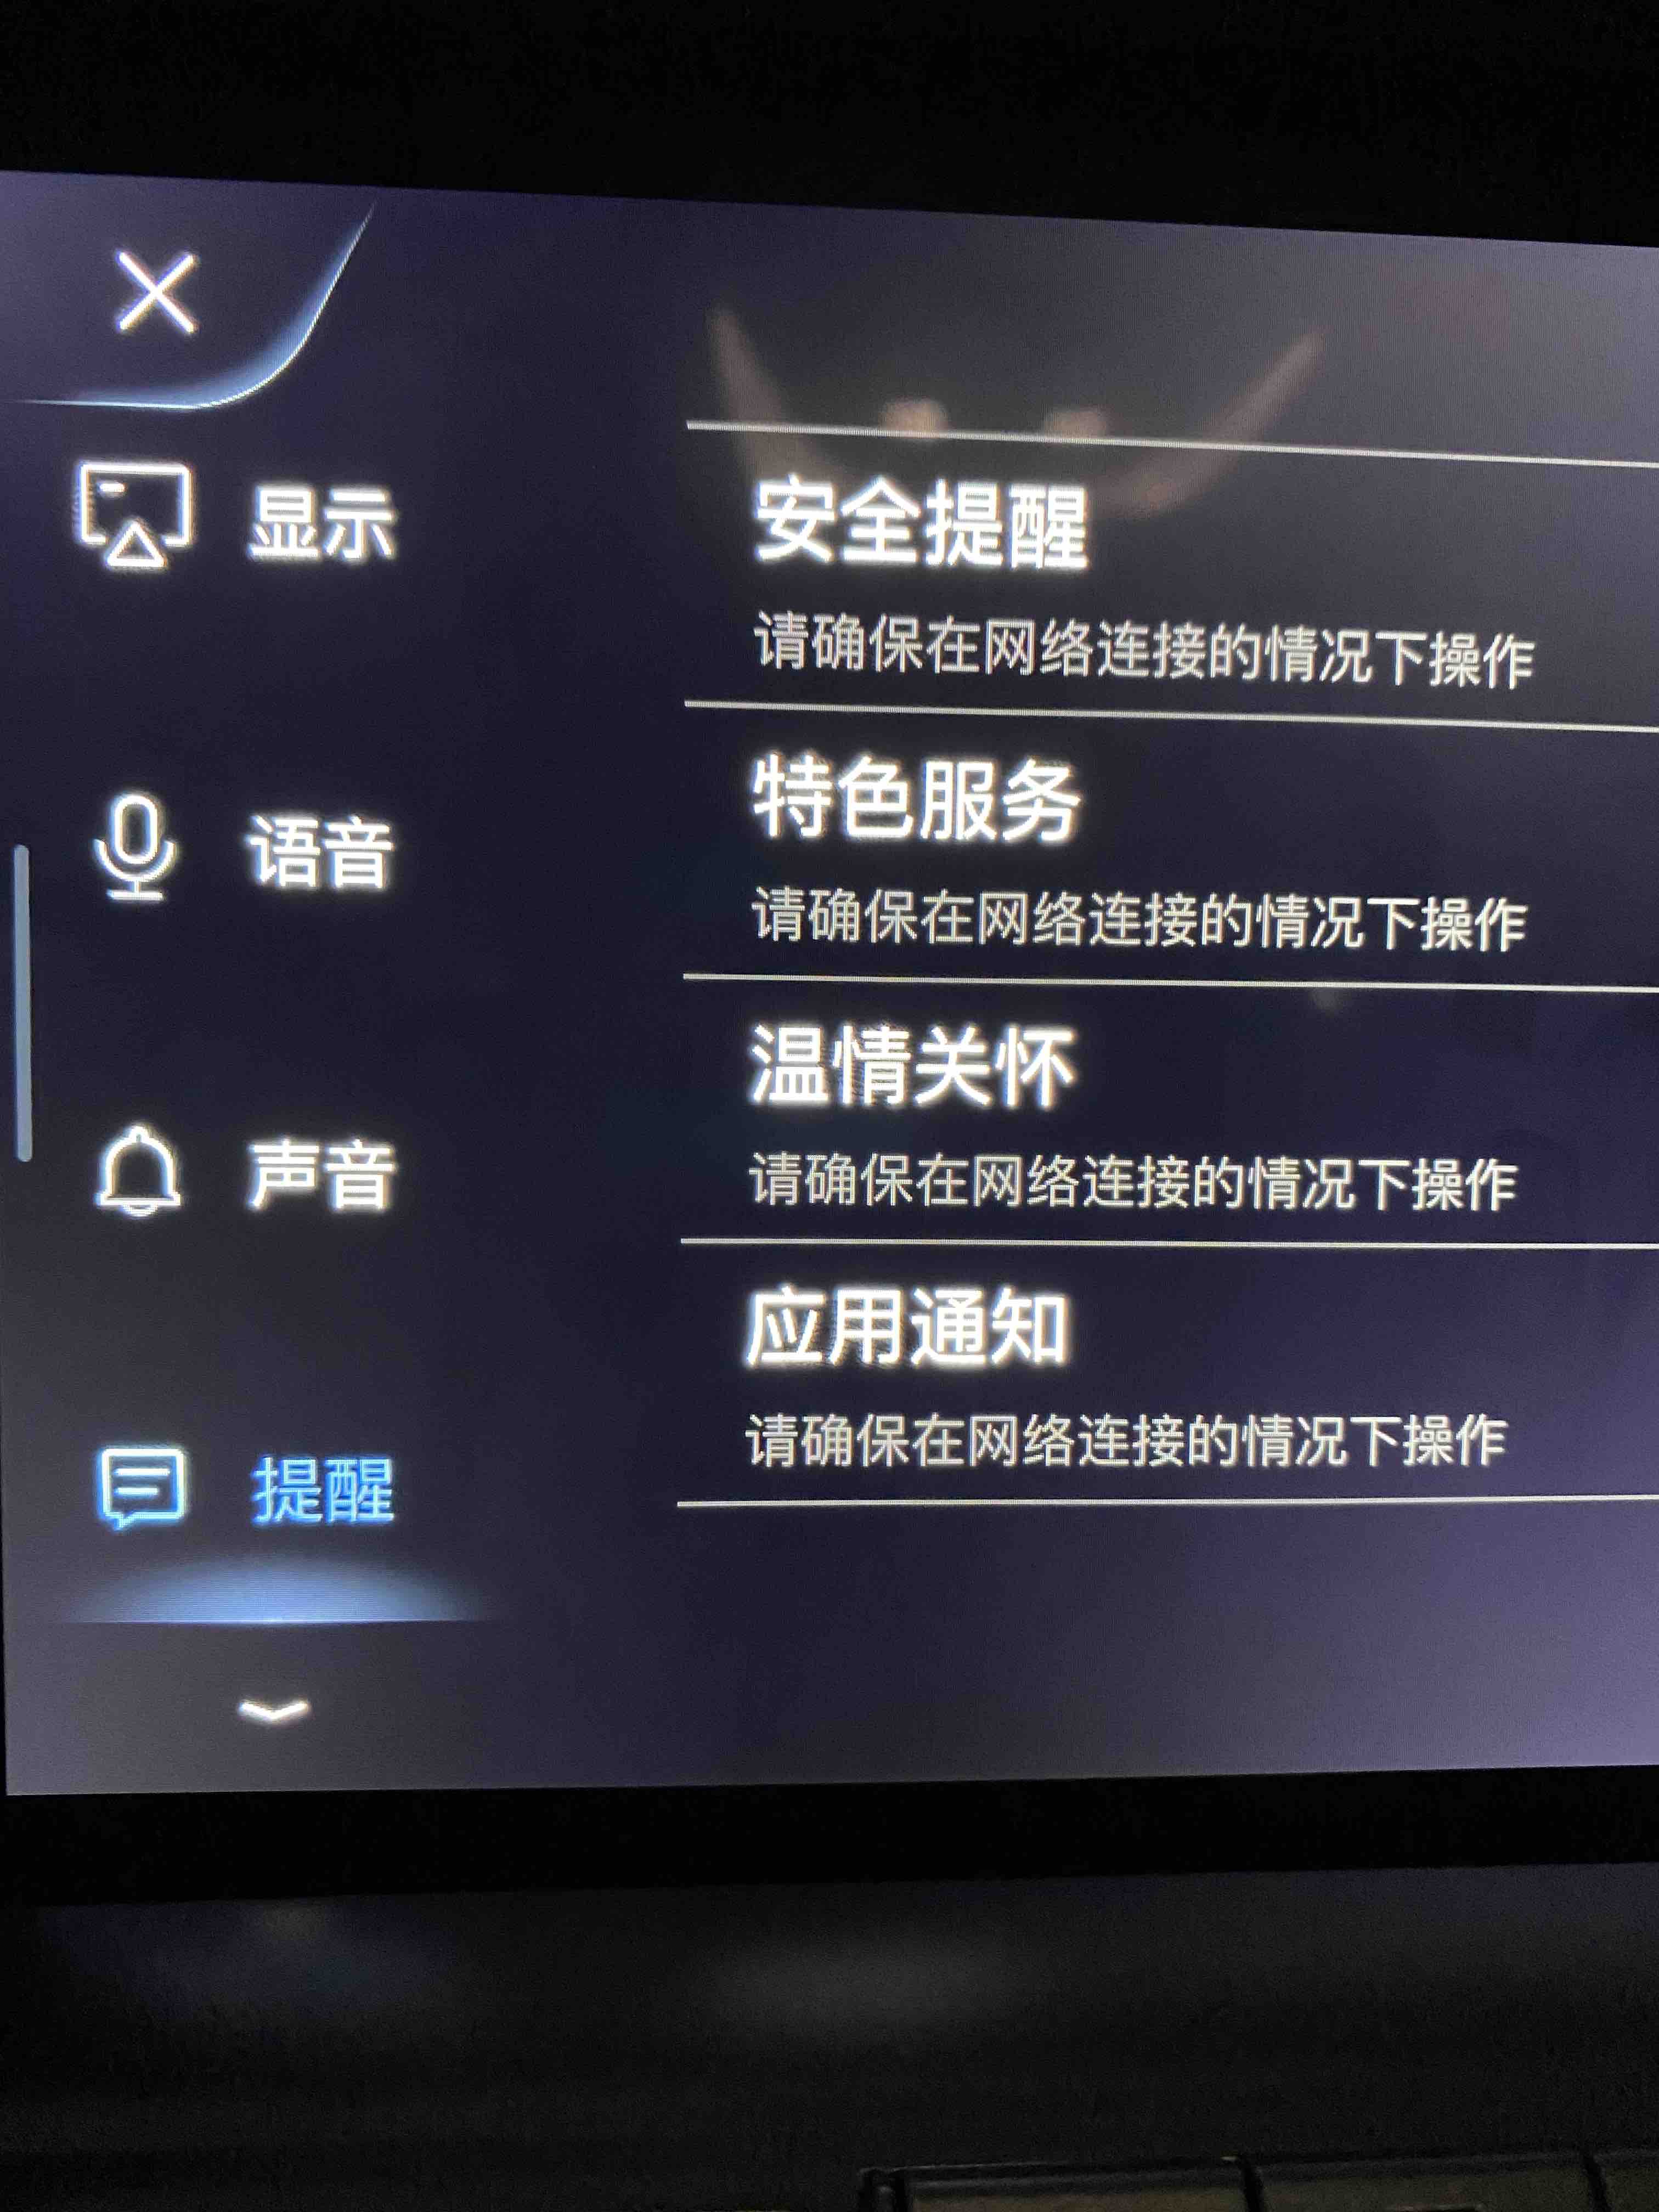 显示
语音
声音
提醒
安全提醒
请确保在网络连接的情况下操作
特色服务
请确保在网络连接的情况下操作
温情关怀
请确保在网络连接的情况下操作
应用通知
请确保在网络连接的情况下操作